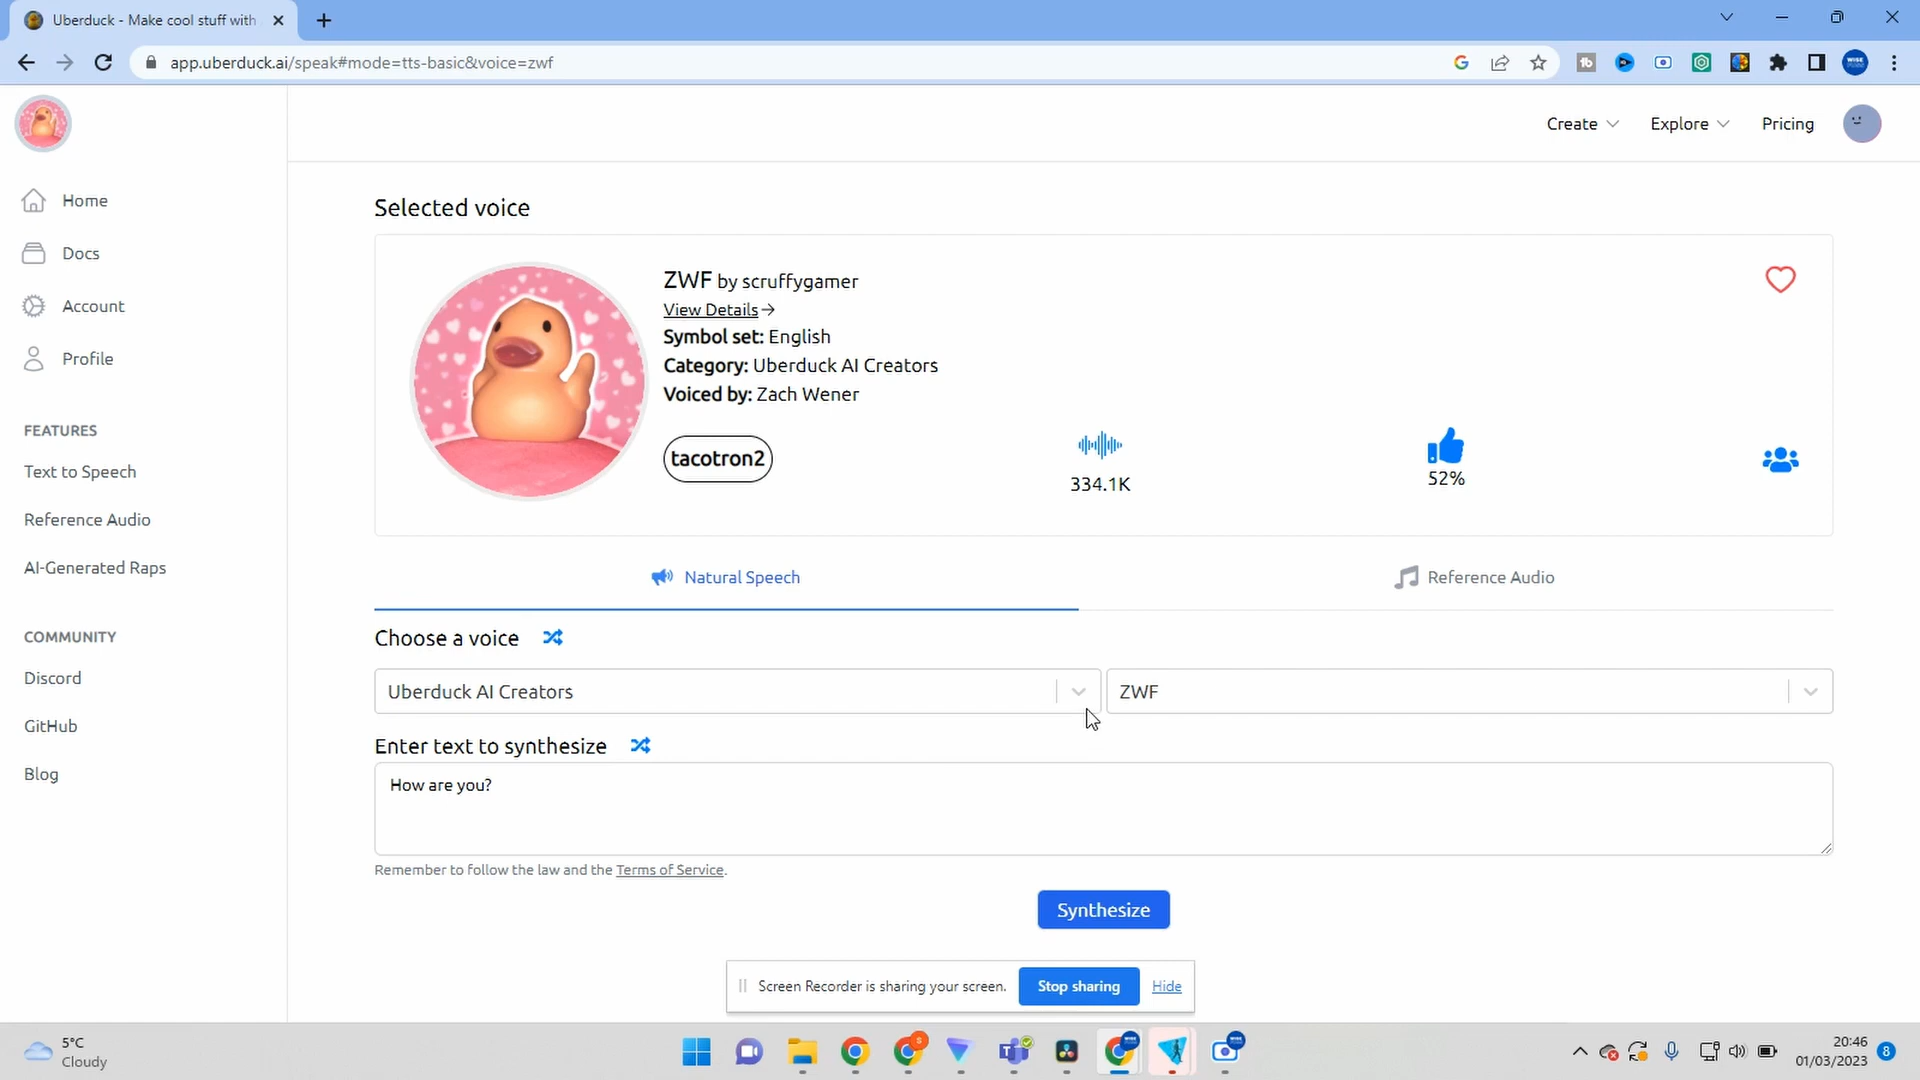 Uberduck - Make cool stuff with
app.uberduck.ai/speak#mode=tts-basic&voice=zwf
Create
Explore
Pricing
Home
Docs
Account
Profile
FEATURES
Text to Speech
Reference Audio
AI-Generated Raps
COMMUNITY
Discord
GitHub
Blog
Selected voice
ZWF by scruffygamer
View Details
Symbol set: English
Category: Uberduck AI Creators
Voiced by: Zach Wener
tacotron2
334.1K
52%
Natural Speech
Reference Audio
Choose a voice
Uberduck AI Creators
ZWF
Enter text to synthesize
How are you?
Remember to follow the law and the Terms of Service.
Synthesize
Screen Recorder is sharing your screen.
Stop sharing
Hide
5°C
Cloudy
20:46
01/03/2023
8